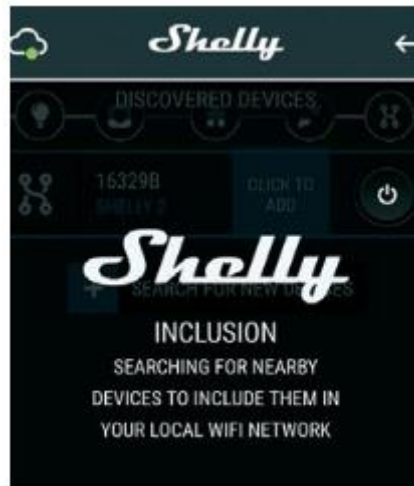 Shelly
DISCOVERED DEVICES
16329B
CLICK TO
SHELLY 2
ADD
Shelly
+ SEARCH FOR NEW DEVICES
INCLUSION
SEARCHING FOR NEARBY
DEVICES TO INCLUDE THEM IN
YOUR LOCAL WIFI NETWORK